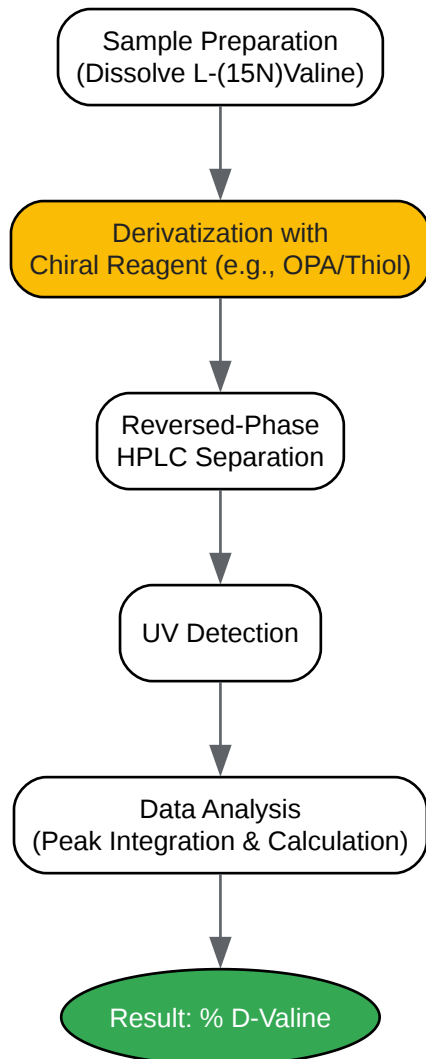 Sample Preparation
(Dissolve L-(15N)Valine)
Derivatization with
Chiral Reagent (e.g., OPA/Thiol)
Reversed-Phase
HPLC Separation
UV Detection
Data Analysis
(Peak Integration & Calculation)
Result: % D-Valine